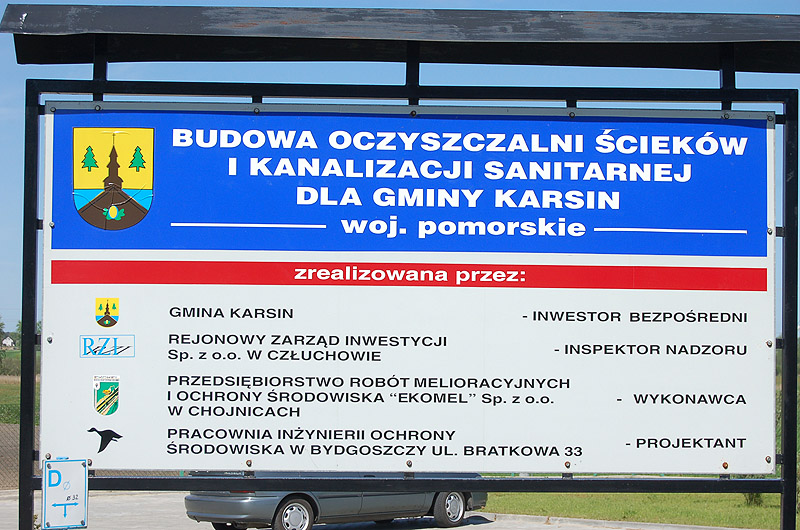 BUDOWA OCZYSZCZALNI ŚCIEKÓW
I KANALIZACJI SANITARNEJ
DLA GMINY KARSIN
woj. pomorskie
zrealizowana przez:
GMINA KARSIN - INWESTOR BEZPOŚREDNI
RZI
REJONOWY ZARZĄD INWESTYCJI
Sp. z o.o. W CZŁUCHOWIE - INSPEKTOR NADZORU
PRZEDSIĘBIORSTWO ROBÓT MELIORACYJNYCH
I OCHRONY ŚRODOWISKA “EKOMEL” Sp. z o.o. - WYKONAWCA
W CHOJNICACH
PRACOWNIA INŻYNIERII OCHRONY
ŚRODOWISKA W BYDGOSZCZY UL. BRATKOWA 33 - PROJEKTANT
D
ø 32